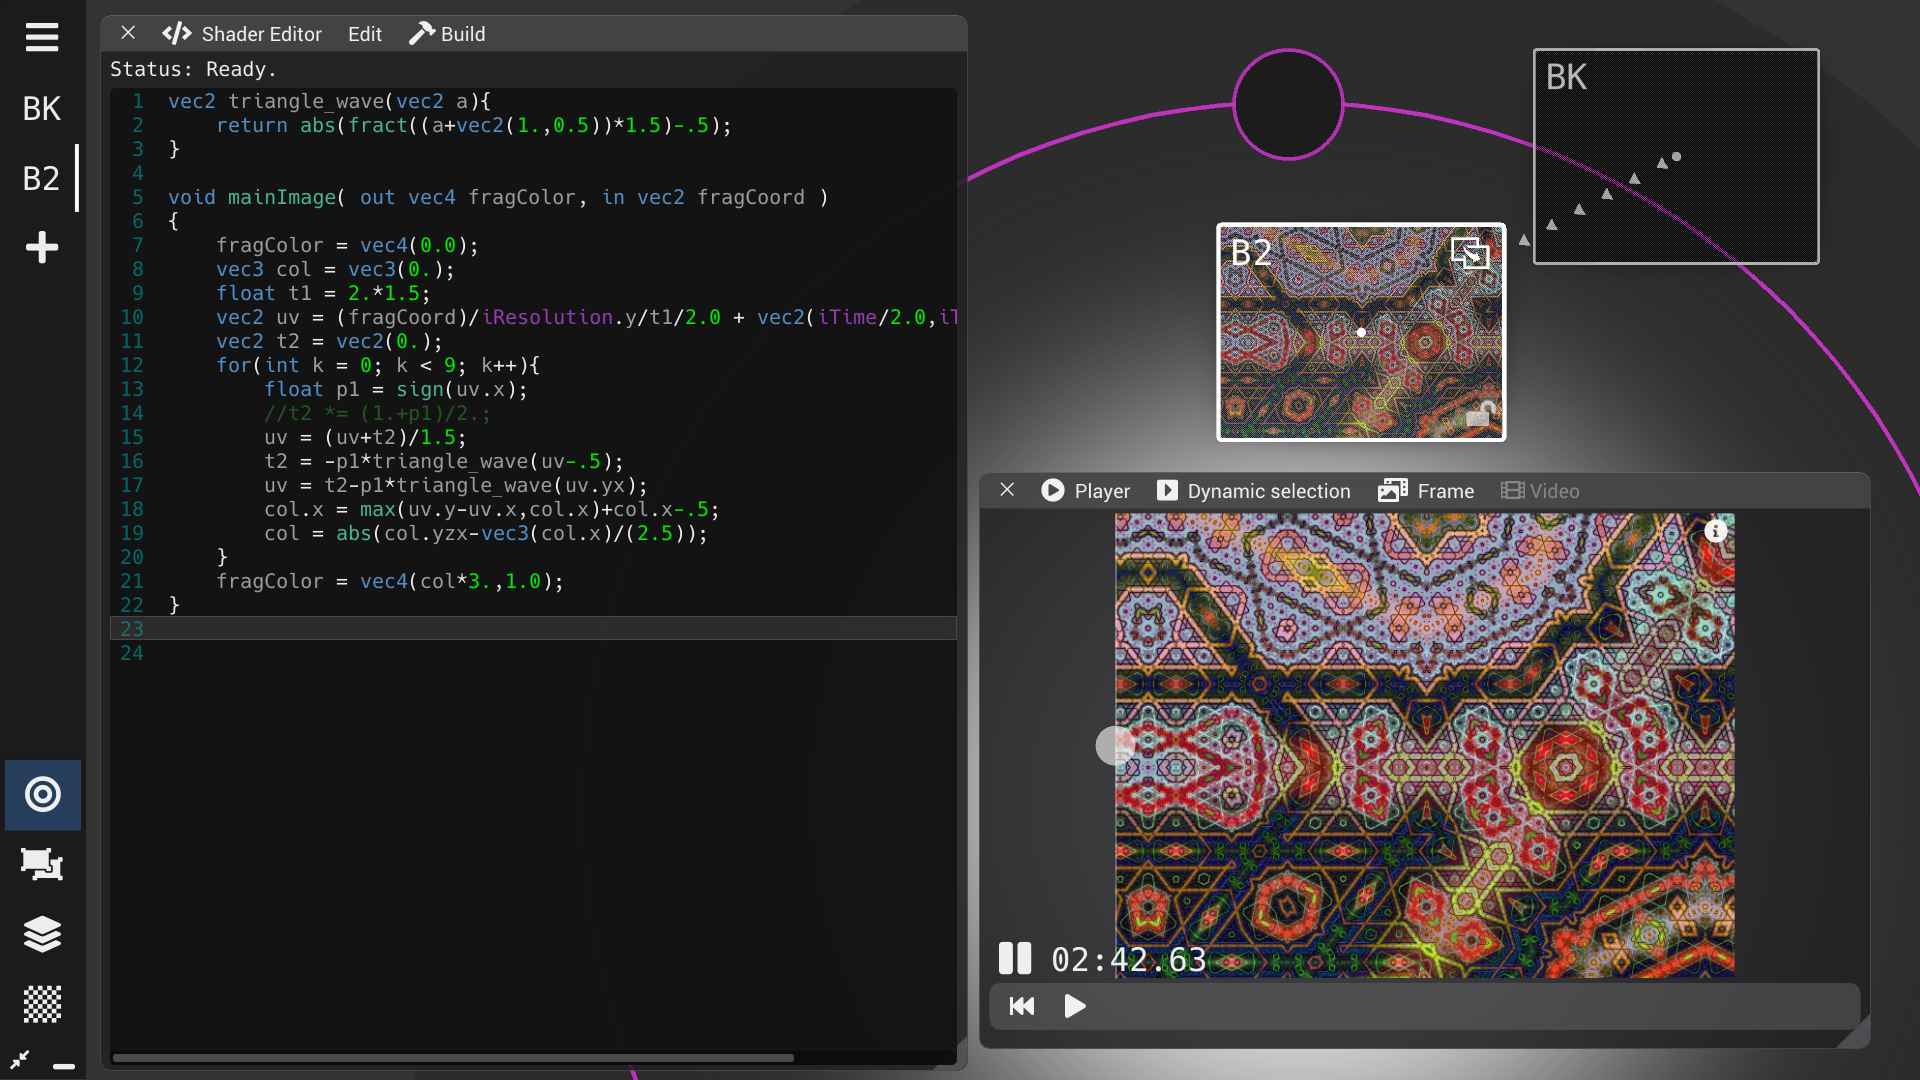 Shader Editor Edit Build
Status: Ready.
BK
B2
1 vec2 triangle_wave(vec2 a){
2 return abs(fract((a+vec2(1.,0.5))*1.5)-.5);
3 }
4
5 void mainImage( out vec4 fragColor, in vec2 fragCoord )
6 {
7 fragColor = vec4(0.0);
8 vec3 col = vec3(0.);
9 float t1 = 2.*1.5;
10 vec2 uv = (fragCoord)/iResolution.y/t1/2.0 + vec2(iTime/2.0,iT
11 vec2 t2 = vec2(0.);
12 for(int k = 0; k < 9; k++){
13 float p1 = sign(uv.x);
14 //t2 *= (1.+p1)/2.;
15 uv = (uv+t2)/1.5;
16 t2 = -p1*triangle_wave(uv-.5);
17 uv = t2-p1*triangle_wave(uv.yx);
18 col.x = max(uv.y-uv.x,col.x)+col.x-.5;
19 col = abs(col.yzx-vec3(col.x)/(2.5));
20 }
21 fragColor = vec4(col*3.,1.0);
22 }
23
24
BK
B2
Player Dynamic selection Frame Video
02:42.63